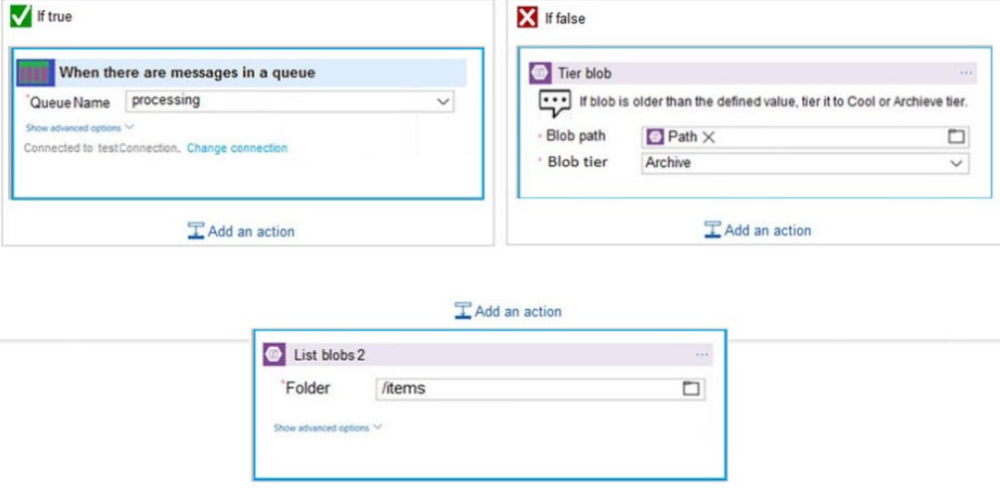 If true
When there are messages in a queue
*Queue Name processing
Show advanced options
Connected to testConnection. Change connection
Add an action
If false
Tier blob ...
If blob is older than the defined value, tier it to Cool or Archieve tier.
* Blob path Path
* Blob tier Archive
Add an action
Add an action
List blobs 2 ...
*Folder /items
Show advanced options